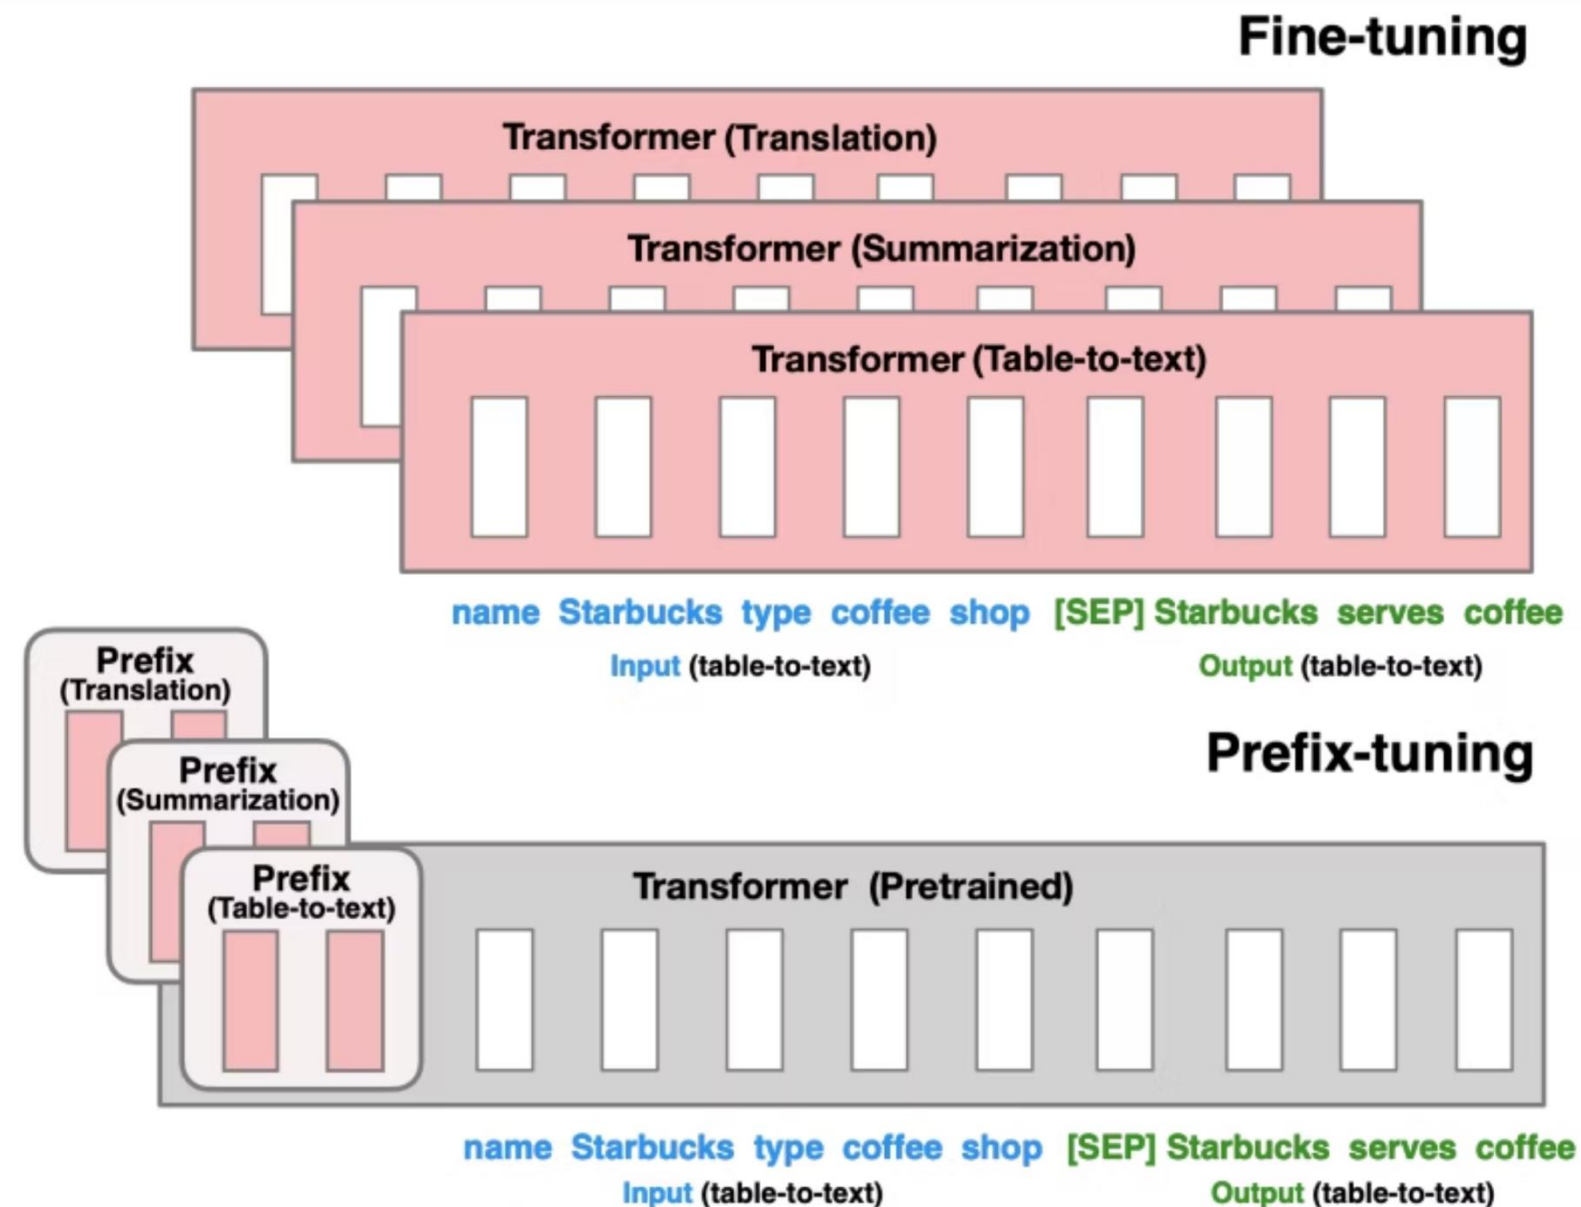 Fine-tuning
Transformer (Translation)
Transformer (Summarization)
Transformer (Table-to-text)
name Starbucks type coffee shop [SEP] Starbucks serves coffee
Input (table-to-text) Output (table-to-text)
Prefix
(Translation)
Prefix-tuning
Prefix
(Summarization)
Prefix
(Table-to-text)
Transformer (Pretrained)
name Starbucks type coffee shop [SEP] Starbucks serves coffee
Input (table-to-text) Output (table-to-text)